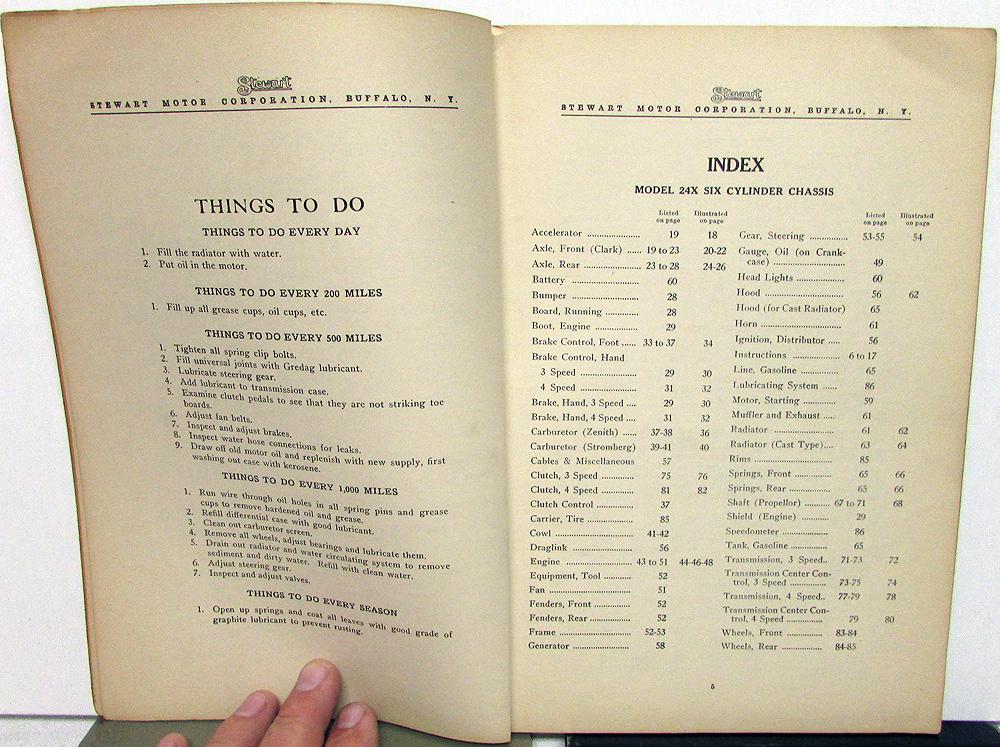 Stewart
STEWART MOTOR CORPORATION, BUFFALO, N. Y.
THINGS TO DO
THINGS TO DO EVERY DAY
1. Fill the radiator with water.
2. Put oil in the motor.
THINGS TO DO EVERY 200 MILES
1. Fill up all grease cups, oil cups, etc.
THINGS TO DO EVERY 500 MILES
1. Tighten all spring clip bolts.
2. Fill universal joints with Gredag lubricant.
3. Lubricate steering gear.
4. Add lubricant to transmission case.
5. Examine clutch pedals to see that they are not striking toe
boards.
6. Adjust fan belts.
7. Inspect and adjust brakes.
8. Inspect water hose connections for leaks.
9. Draw off old motor oil and replenish with new supply, first
washing out case with kerosene.
THINGS TO DO EVERY 1,000 MILES
1. Run wire through oil holes in all spring pins and grease
cups to remove hardened oil and grease.
2. Refill differential case with good lubricant.
3. Clean out carburetor screen.
4. Remove all wheels, adjust bearings and lubricate them.
5. Drain out radiator and water circulating system to remove
sediment and dirty water. Refill with clean water.
6. Adjust steering gear.
7. Inspect and adjust valves.
THINGS TO DO EVERY SEASON
1. Open up springs and coat all leaves with good grade of
graphite lubricant to prevent rusting.
Stewart
STEWART MOTOR CORPORATION, BUFFALO, N. Y.
INDEX
MODEL 24X SIX CYLINDER CHASSIS
Listed on page Illustrated on page
Accelerator .................. 19 18
Axle, Front (Clark) ..... 19 to 23 20-22
Axle, Rear .................. 23 to 28 24-26
Battery ...................... 60
Bumper ...................... 28
Board, Running ............ 28
Boot, Engine ............... 29
Brake Control, Foot ..... 33 to 37 34
Brake Control, Hand
3 Speed ................... 29 30
4 Speed ................... 31 32
Brake, Hand, 3 Speed .... 29 30
Brake, Hand, 4 Speed .... 31 32
Carburetor (Zenith) ..... 37-38 36
Carburetor (Stromberg) 39-41 40
Cables & Miscellaneous 57
Clutch, 3 Speed ............ 75 76
Clutch, 4 Speed ............ 81 82
Clutch Control .............. 37
Carrier, Tire ................ 85
Cowl ......................... 41-42
Draglink ..................... 56
Engine ....................... 43 to 51 44-46-48
Equipment, Tool ............ 52
Fan ........................... 51
Fenders, Front .............. 52
Fenders, Rear ............... 52
Frame ........................ 52-53
Generator .................... 58
Listed on page Illustrated on page
Gear, Steering .............. 53-55 54
Gauge, Oil (on Crank-
case) ....................... 49
Head Lights ................. 60
Hood ......................... 56 62
Hood (for Cast Radiator) 65
Horn ......................... 61
Ignition, Distributor ..... 56
Instructions ................. 6 to 17
Line, Gasoline .............. 65
Lubricating System ...... 86
Motor, Starting ............. 59
Muffler and Exhaust .... 61
Radiator ..................... 61 62
Radiator (Cast Type).... 63 64
Rims .......................... 85
Springs, Front .............. 65 66
Springs, Rear ............... 65 66
Shaft (Propellor) ......... 67 to 71 68
Shield (Engine) ............ 29
Speedometer ................ 86
Tank, Gasoline .............. 65
Transmission, 3 Speed.. 71-73 72
Transmission Center Con-
trol, 3 Speed ............. 73-75 74
Transmission, 4 Speed.. 77-79 78
Transmission Center Con-
trol, 4 Speed ............. 79 80
Wheels, Front .............. 83-84
Wheels, Rear ............... 84-85
5